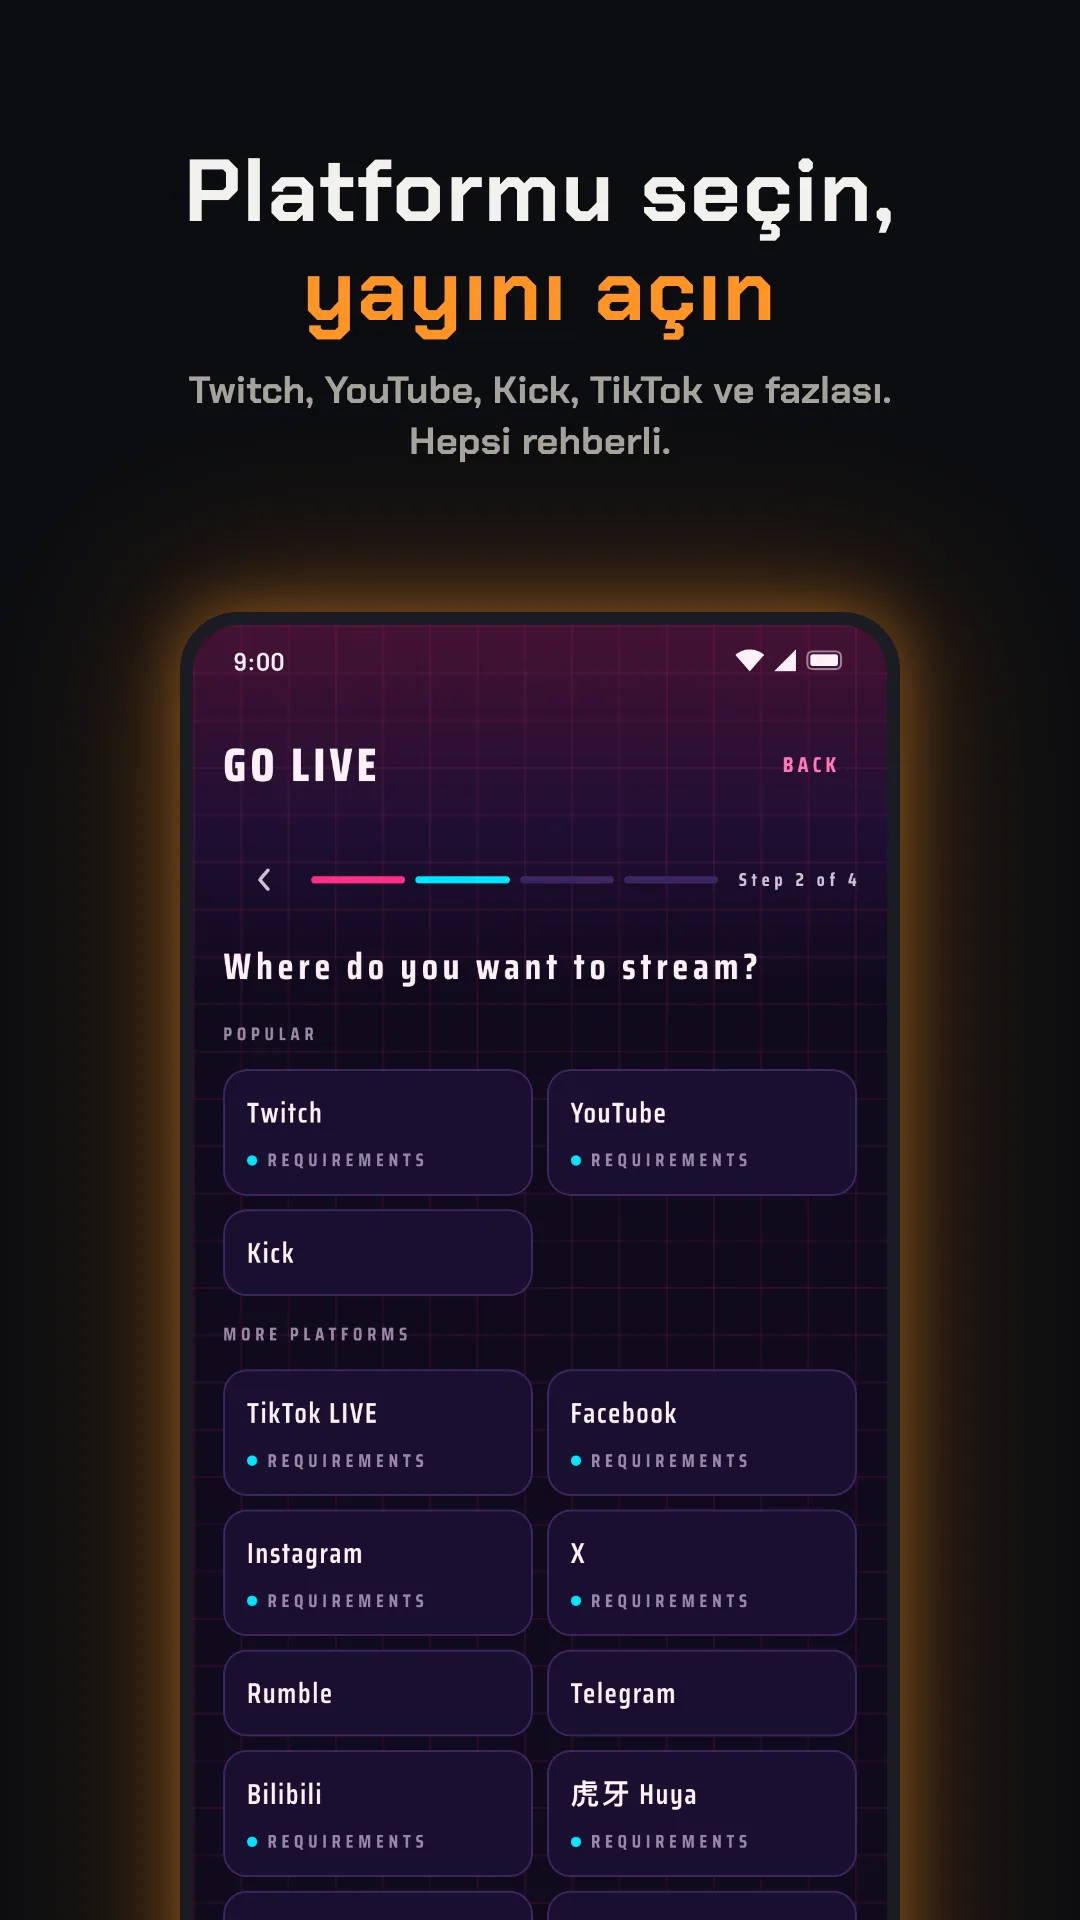 Platformu seçin,
yayını açın
Twitch, YouTube, Kick, TikTok ve fazlası.
Hepsi rehberli.
9:00
GO LIVE
BACK
Step 2 of 4
Where do you want to stream?
POPULAR
Twitch
REQUIREMENTS
YouTube
REQUIREMENTS
Kick
MORE PLATFORMS
TikTok LIVE
REQUIREMENTS
Facebook
REQUIREMENTS
Instagram
REQUIREMENTS
X
REQUIREMENTS
Rumble
Telegram
Bilibili
REQUIREMENTS
虎牙 Huya
REQUIREMENTS